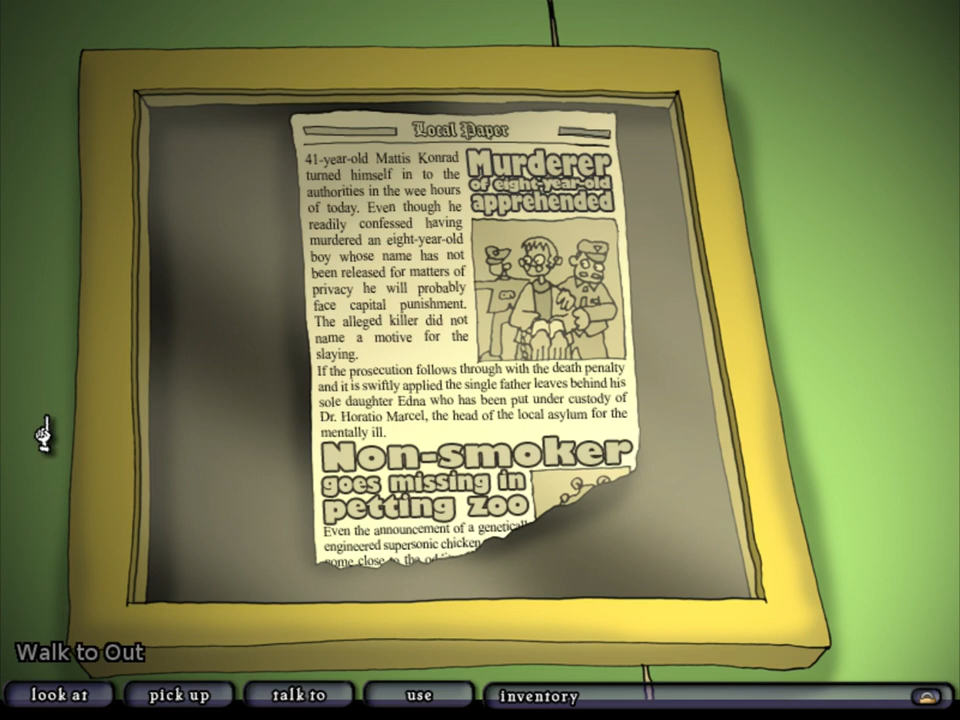 Local Paper
41-year-old Mattis Konrad
turned himself in to the
authorities in the wee hours
of today. Even though he
readily confessed having
murdered an eight-year-old
boy whose name has not
been released for matters of
privacy he will probably
face capital punishment.
The alleged killer did not
name a motive for the
slaying.
Murderer
of eight-year-old
apprehended
If the prosecution follows through with the death penalty
and it is swiftly applied the single father leaves behind his
sole daughter Edna who has been put under custody of
Dr. Horatio Marcel, the head of the local asylum for the
mentally ill.
Non-smoker
goes missing in
petting zoo
Even the announcement of a genetically
engineered supersonic chicken
come close to the
Walk to Out
look at
pick up
talk to
use
inventory